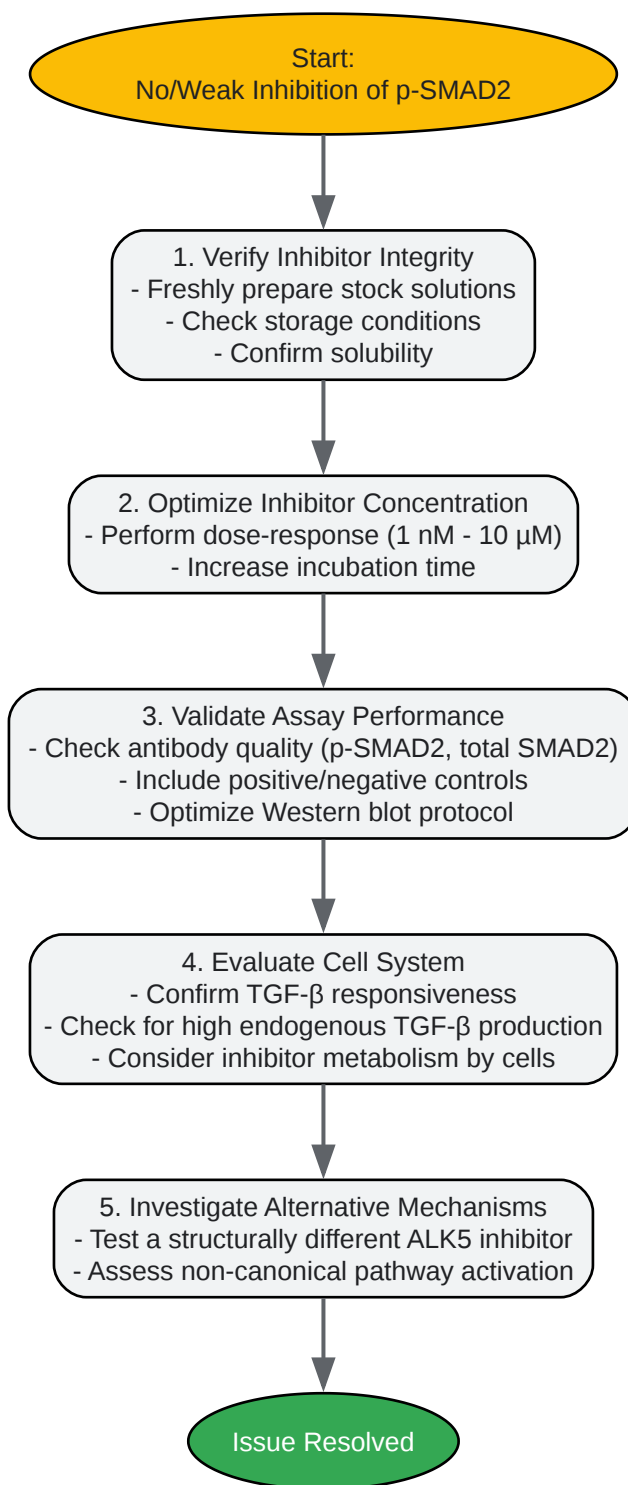 Start:
No/Weak Inhibition of p-SMAD2
1. Verify Inhibitor Integrity
- Freshly prepare stock solutions
- Check storage conditions
- Confirm solubility
2. Optimize Inhibitor Concentration
- Perform dose-response (1 nM - 10 µM)
- Increase incubation time
3. Validate Assay Performance
- Check antibody quality (p-SMAD2, total SMAD2)
- Include positive/negative controls
- Optimize Western blot protocol
4. Evaluate Cell System
- Confirm TGF-β responsiveness
- Check for high endogenous TGF-β production
- Consider inhibitor metabolism by cells
5. Investigate Alternative Mechanisms
- Test a structurally different ALK5 inhibitor
- Assess non-canonical pathway activation
Issue Resolved